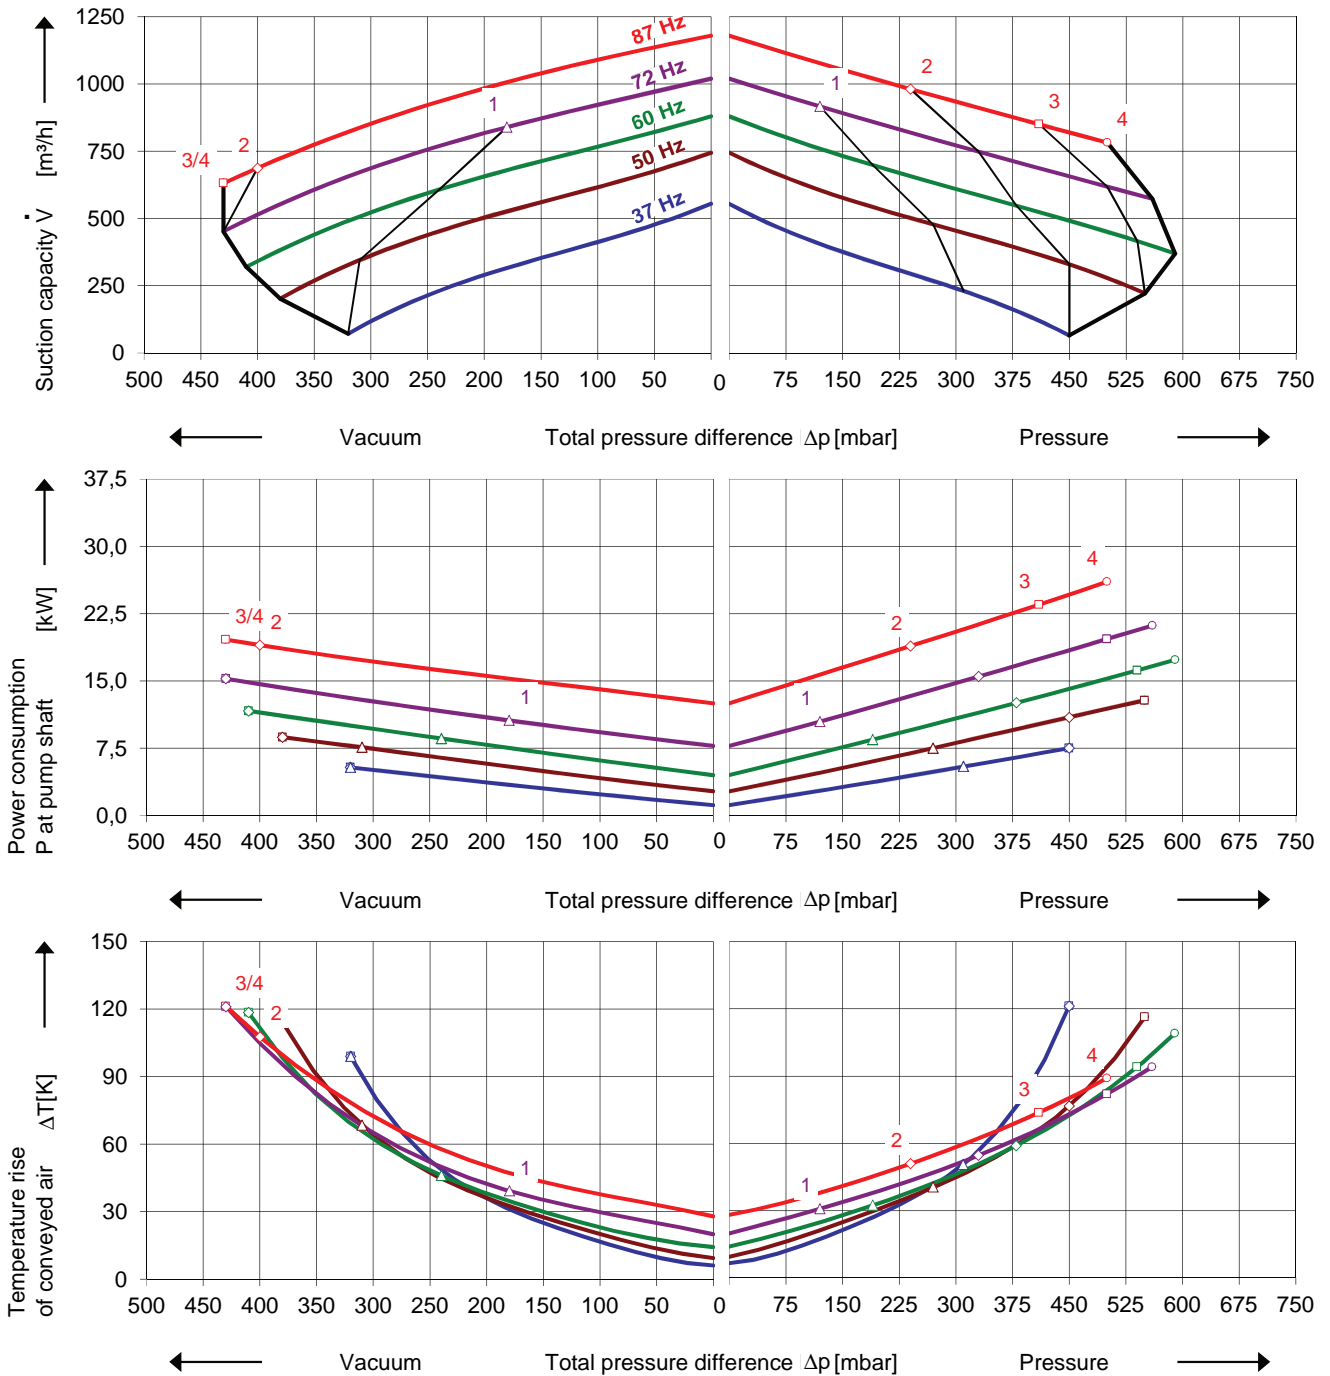 1250
1000
750
500
250
0
Suction capacity V̇ [m³/h]
87 Hz
72 Hz
60 Hz
50 Hz
37 Hz
3/4
2
1
1
2
3
4
500 450 400 350 300 250 200 150 100 50 0 75 150 225 300 375 450 525 600 675 750
Vacuum Total pressure difference Δp [mbar] Pressure
37,5
30,0
22,5
15,0
7,5
0,0
Power consumption
P at pump shaft [kW]
3/4
2
1
1
2
3
4
500 450 400 350 300 250 200 150 100 50 0 75 150 225 300 375 450 525 600 675 750
Vacuum Total pressure difference Δp [mbar] Pressure
150
120
90
60
30
0
Temperature rise
of conveyed air ΔT[K]
3/4
2
1
1
2
3
4
500 450 400 350 300 250 200 150 100 50 0 75 150 225 300 375 450 525 600 675 750
Vacuum Total pressure difference Δp [mbar] Pressure